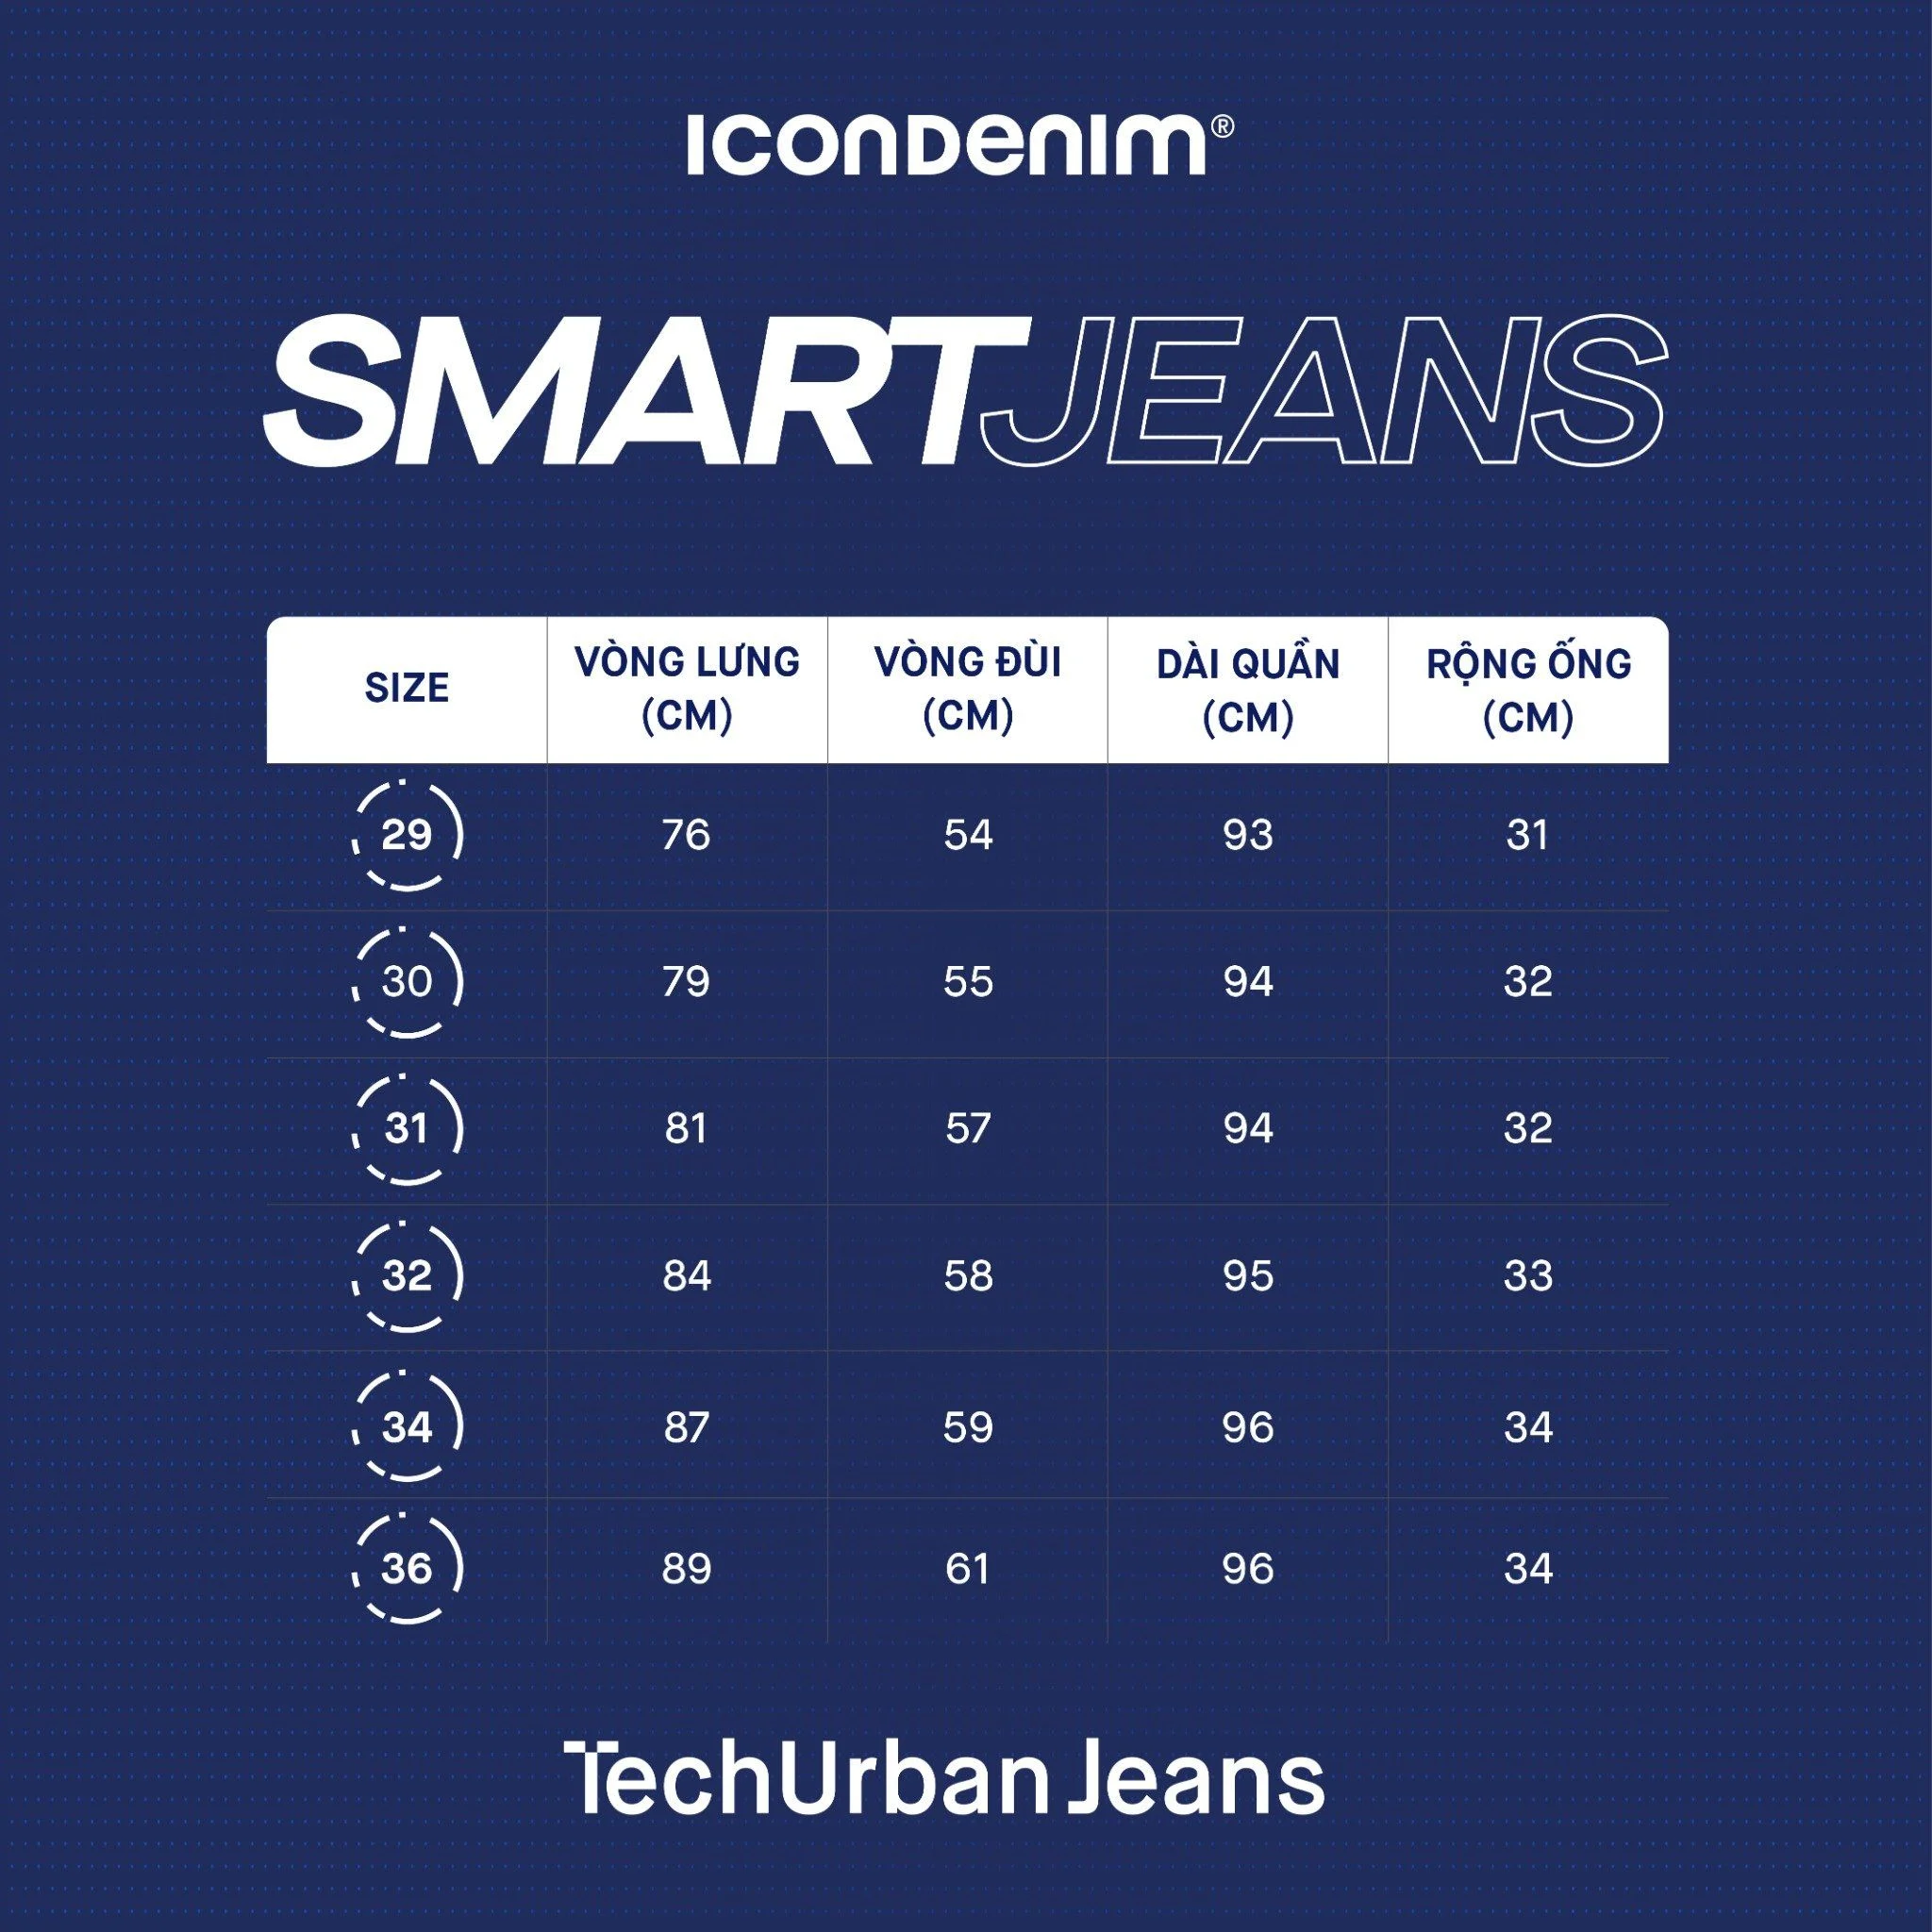 ICONDENIM®
SMARTJEANS
SIZE VÒNG LƯNG (CM) VÒNG ĐÙI (CM) DÀI QUẦN (CM) RỘNG ỐNG (CM)
29 76 54 93 31
30 79 55 94 32
31 81 57 94 32
32 84 58 95 33
34 87 59 96 34
36 89 61 96 34
TechUrban Jeans